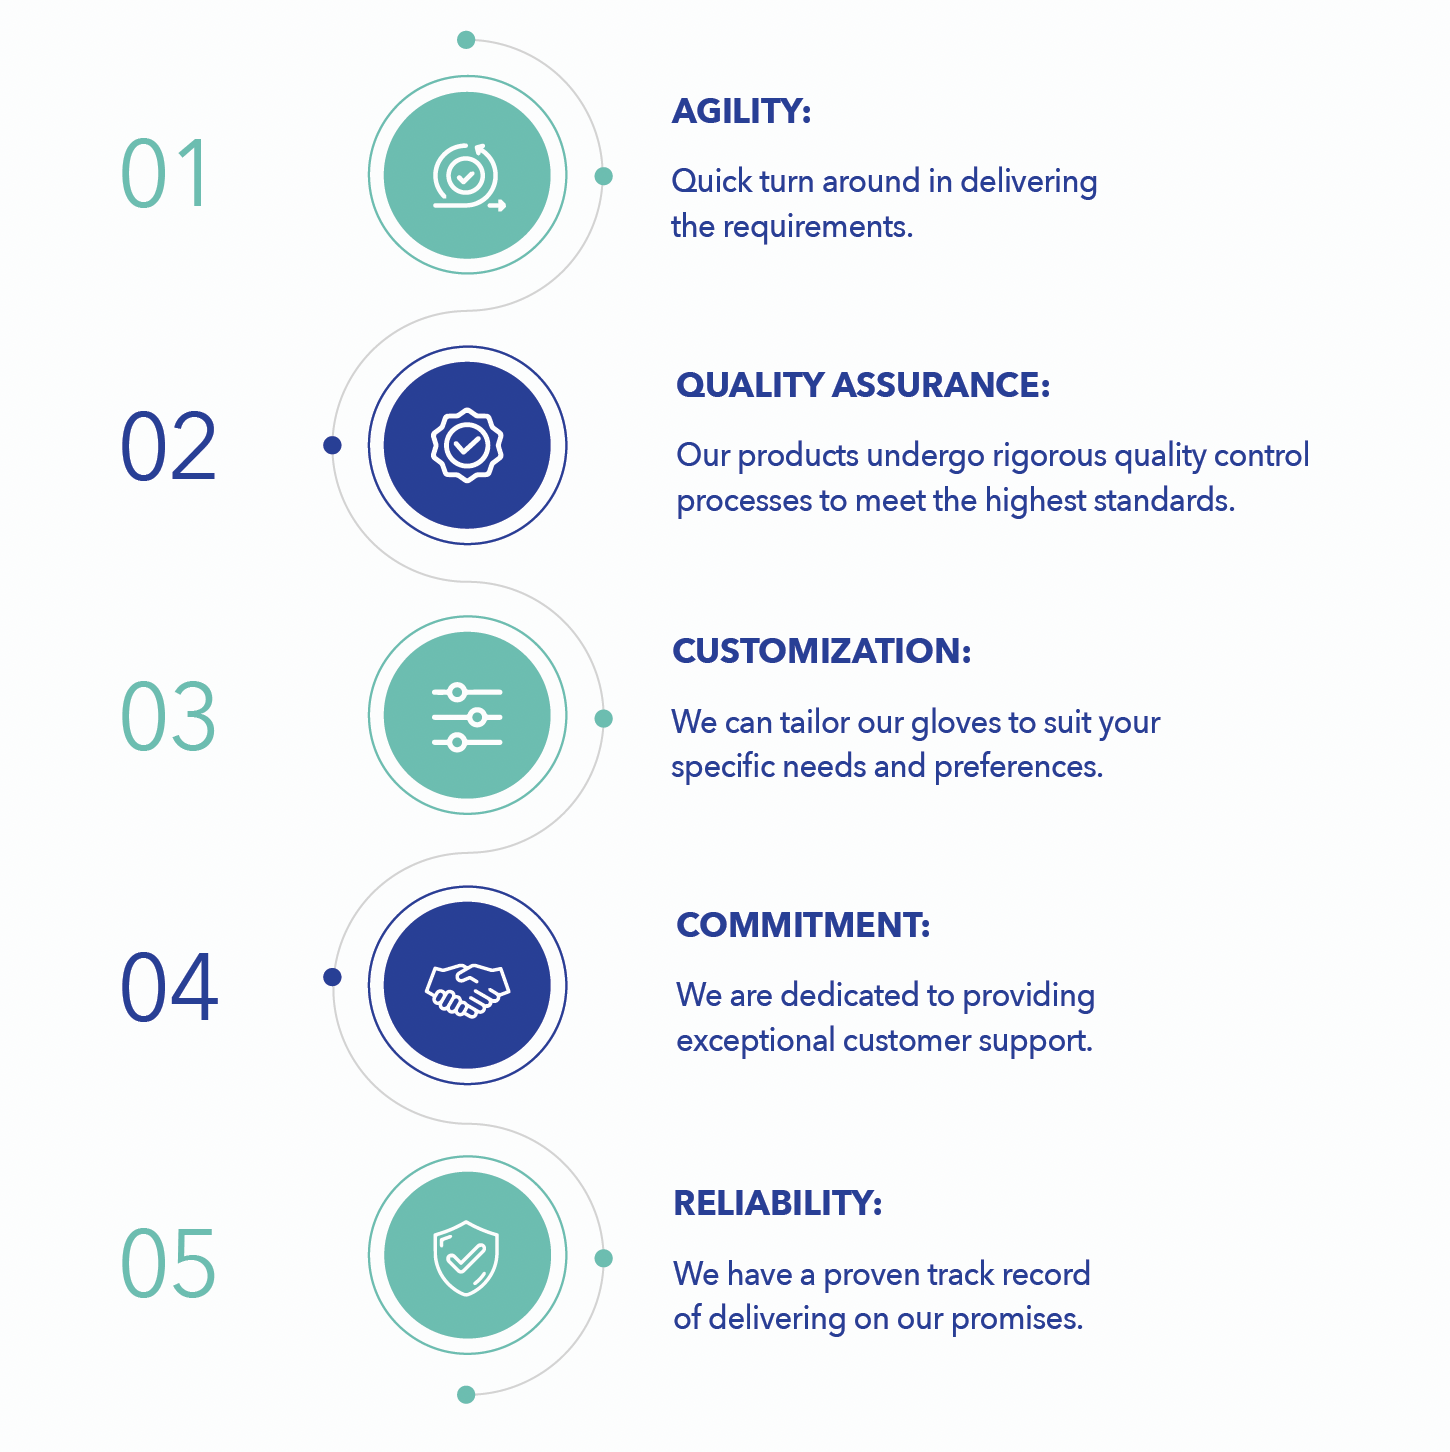 01
AGILITY:
Quick turn around in delivering
the requirements.
02
QUALITY ASSURANCE:
Our products undergo rigorous quality control
processes to meet the highest standards.
03
CUSTOMIZATION:
We can tailor our gloves to suit your
specific needs and preferences.
04
COMMITMENT:
We are dedicated to providing
exceptional customer support.
05
RELIABILITY:
We have a proven track record
of delivering on our promises.